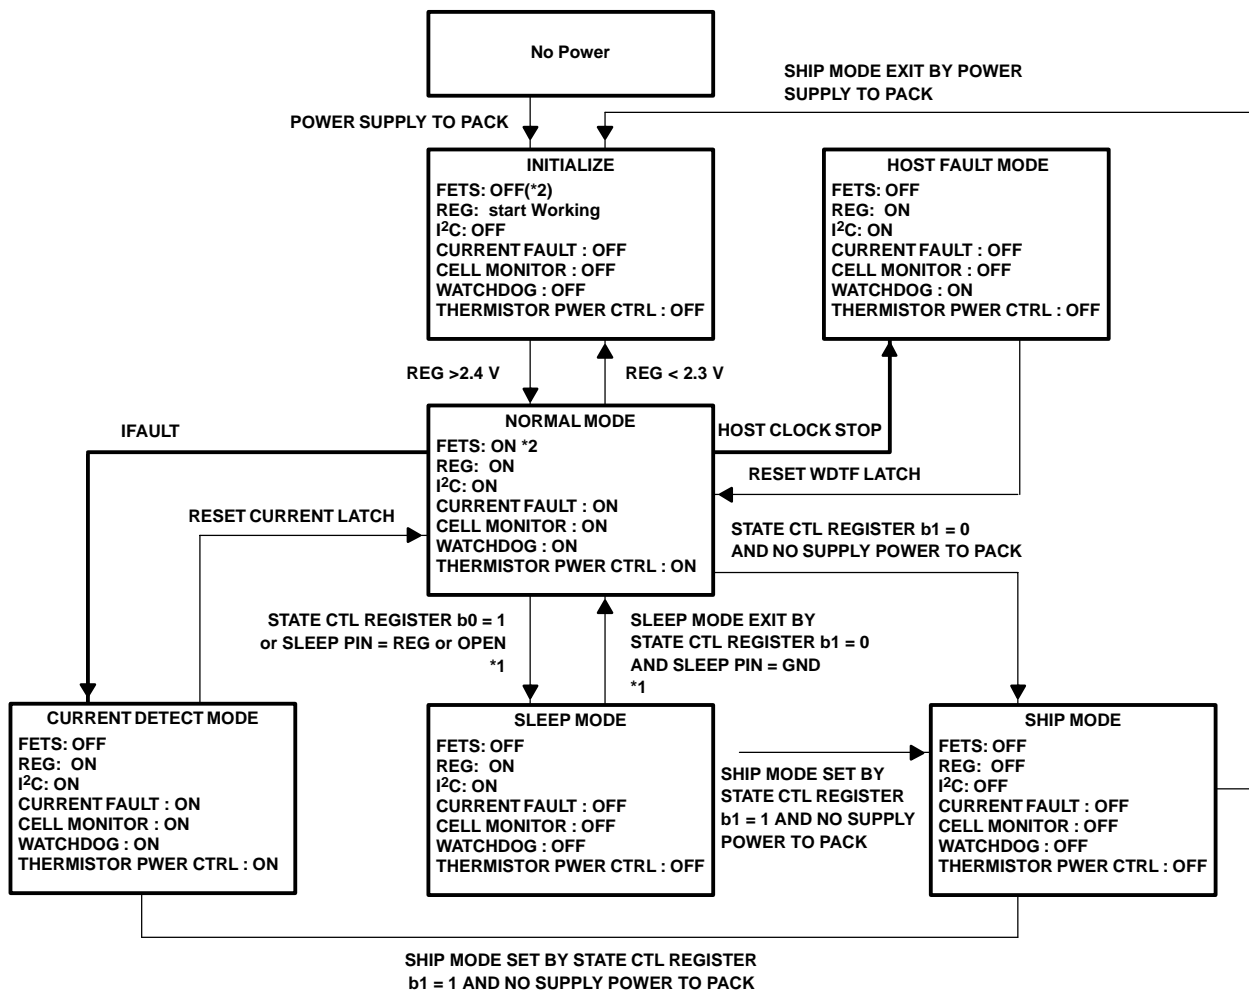 No Power
SHIP MODE EXIT BY POWER
SUPPLY TO PACK
POWER SUPPLY TO PACK
INITIALIZE
FETS: OFF(*2)
REG: start Working
I2C: OFF
CURRENT FAULT : OFF
CELL MONITOR : OFF
WATCHDOG : OFF
THERMISTOR PWER CTRL : OFF
HOST FAULT MODE
FETS: OFF
REG: ON
I2C: ON
CURRENT FAULT : OFF
CELL MONITOR : OFF
WATCHDOG : ON
THERMISTOR PWER CTRL : OFF
REG >2.4 V
REG < 2.3 V
IFAULT
NORMAL MODE
FETS: ON *2
REG: ON
I2C: ON
CURRENT FAULT : ON
CELL MONITOR : ON
WATCHDOG : ON
THERMISTOR PWER CTRL : ON
HOST CLOCK STOP
RESET WDTF LATCH
RESET CURRENT LATCH
STATE CTL REGISTER b1 = 0
AND NO SUPPLY POWER TO PACK
STATE CTL REGISTER b0 = 1
or SLEEP PIN = REG or OPEN
*1
SLEEP MODE EXIT BY
STATE CTL REGISTER b1 = 0
AND SLEEP PIN = GND
*1
CURRENT DETECT MODE
FETS: OFF
REG: ON
I2C: ON
CURRENT FAULT : ON
CELL MONITOR : ON
WATCHDOG : ON
THERMISTOR PWER CTRL : ON
SLEEP MODE
FETS: OFF
REG: ON
I2C: ON
CURRENT FAULT : OFF
CELL MONITOR : OFF
WATCHDOG : OFF
THERMISTOR PWER CTRL : OFF
SHIP MODE SET BY
STATE CTL REGISTER
b1 = 1 AND NO SUPPLY
POWER TO PACK
SHIP MODE
FETS: OFF
REG: OFF
I2C: OFF
CURRENT FAULT : OFF
CELL MONITOR : OFF
WATCHDOG : OFF
THERMISTOR PWER CTRL : OFF
SHIP MODE SET BY STATE CTL REGISTER
b1 = 1 AND NO SUPPLY POWER TO PACK